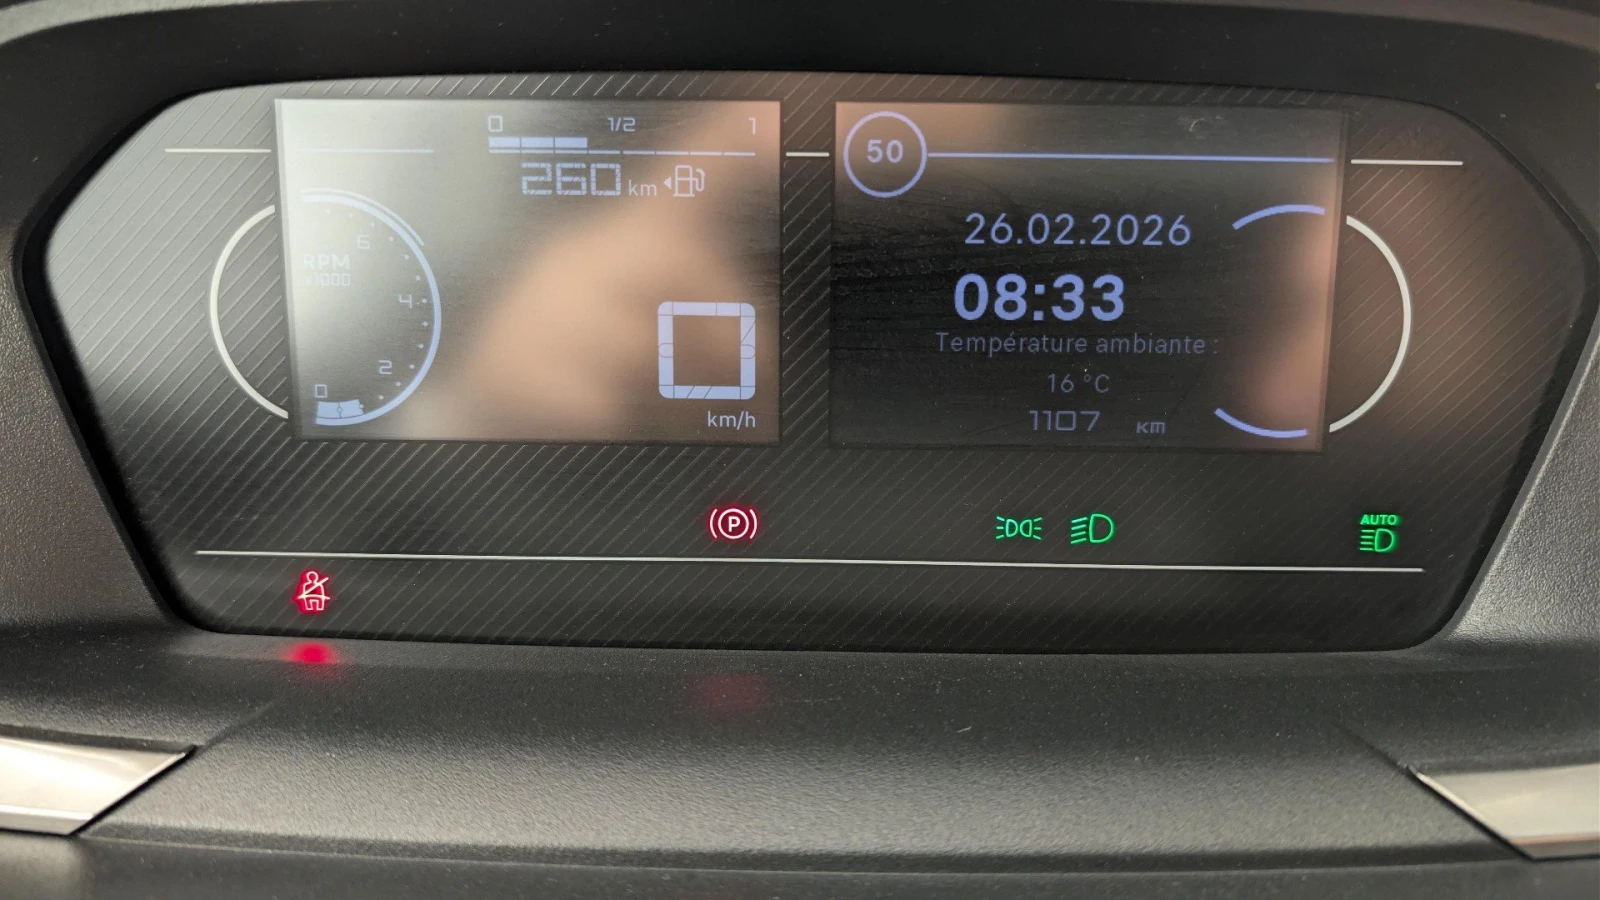 0 1/2 1
260 km
6
RPM
x1000
4
2
0
0
km/h
50
26.02.2026
08:33
Température ambiante :
16 °C
1107 km
P
AUTO